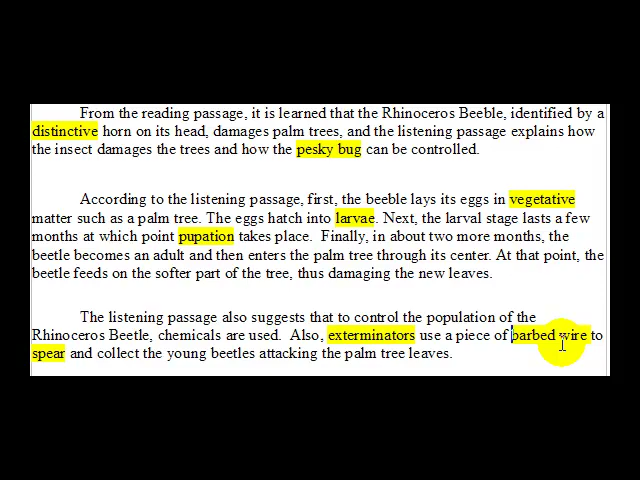 From the reading passage, it is learned that the Rhinoceros Beeble, identified by a
distinctive horn on its head, damages palm trees, and the listening passage explains how
the insect damages the trees and how the pesky bug can be controlled.
According to the listening passage, first, the beeble lays its eggs in vegetative
matter such as a palm tree. The eggs hatch into larvae. Next, the larval stage lasts a few
months at which point pupation takes place.  Finally, in about two more months, the
beetle becomes an adult and then enters the palm tree through its center. At that point, the
beetle feeds on the softer part of the tree, thus damaging the new leaves.
The listening passage also suggests that to control the population of the
Rhinoceros Beetle, chemicals are used.  Also, exterminators use a piece of barbed wire to
spear and collect the young beetles attacking the palm tree leaves.